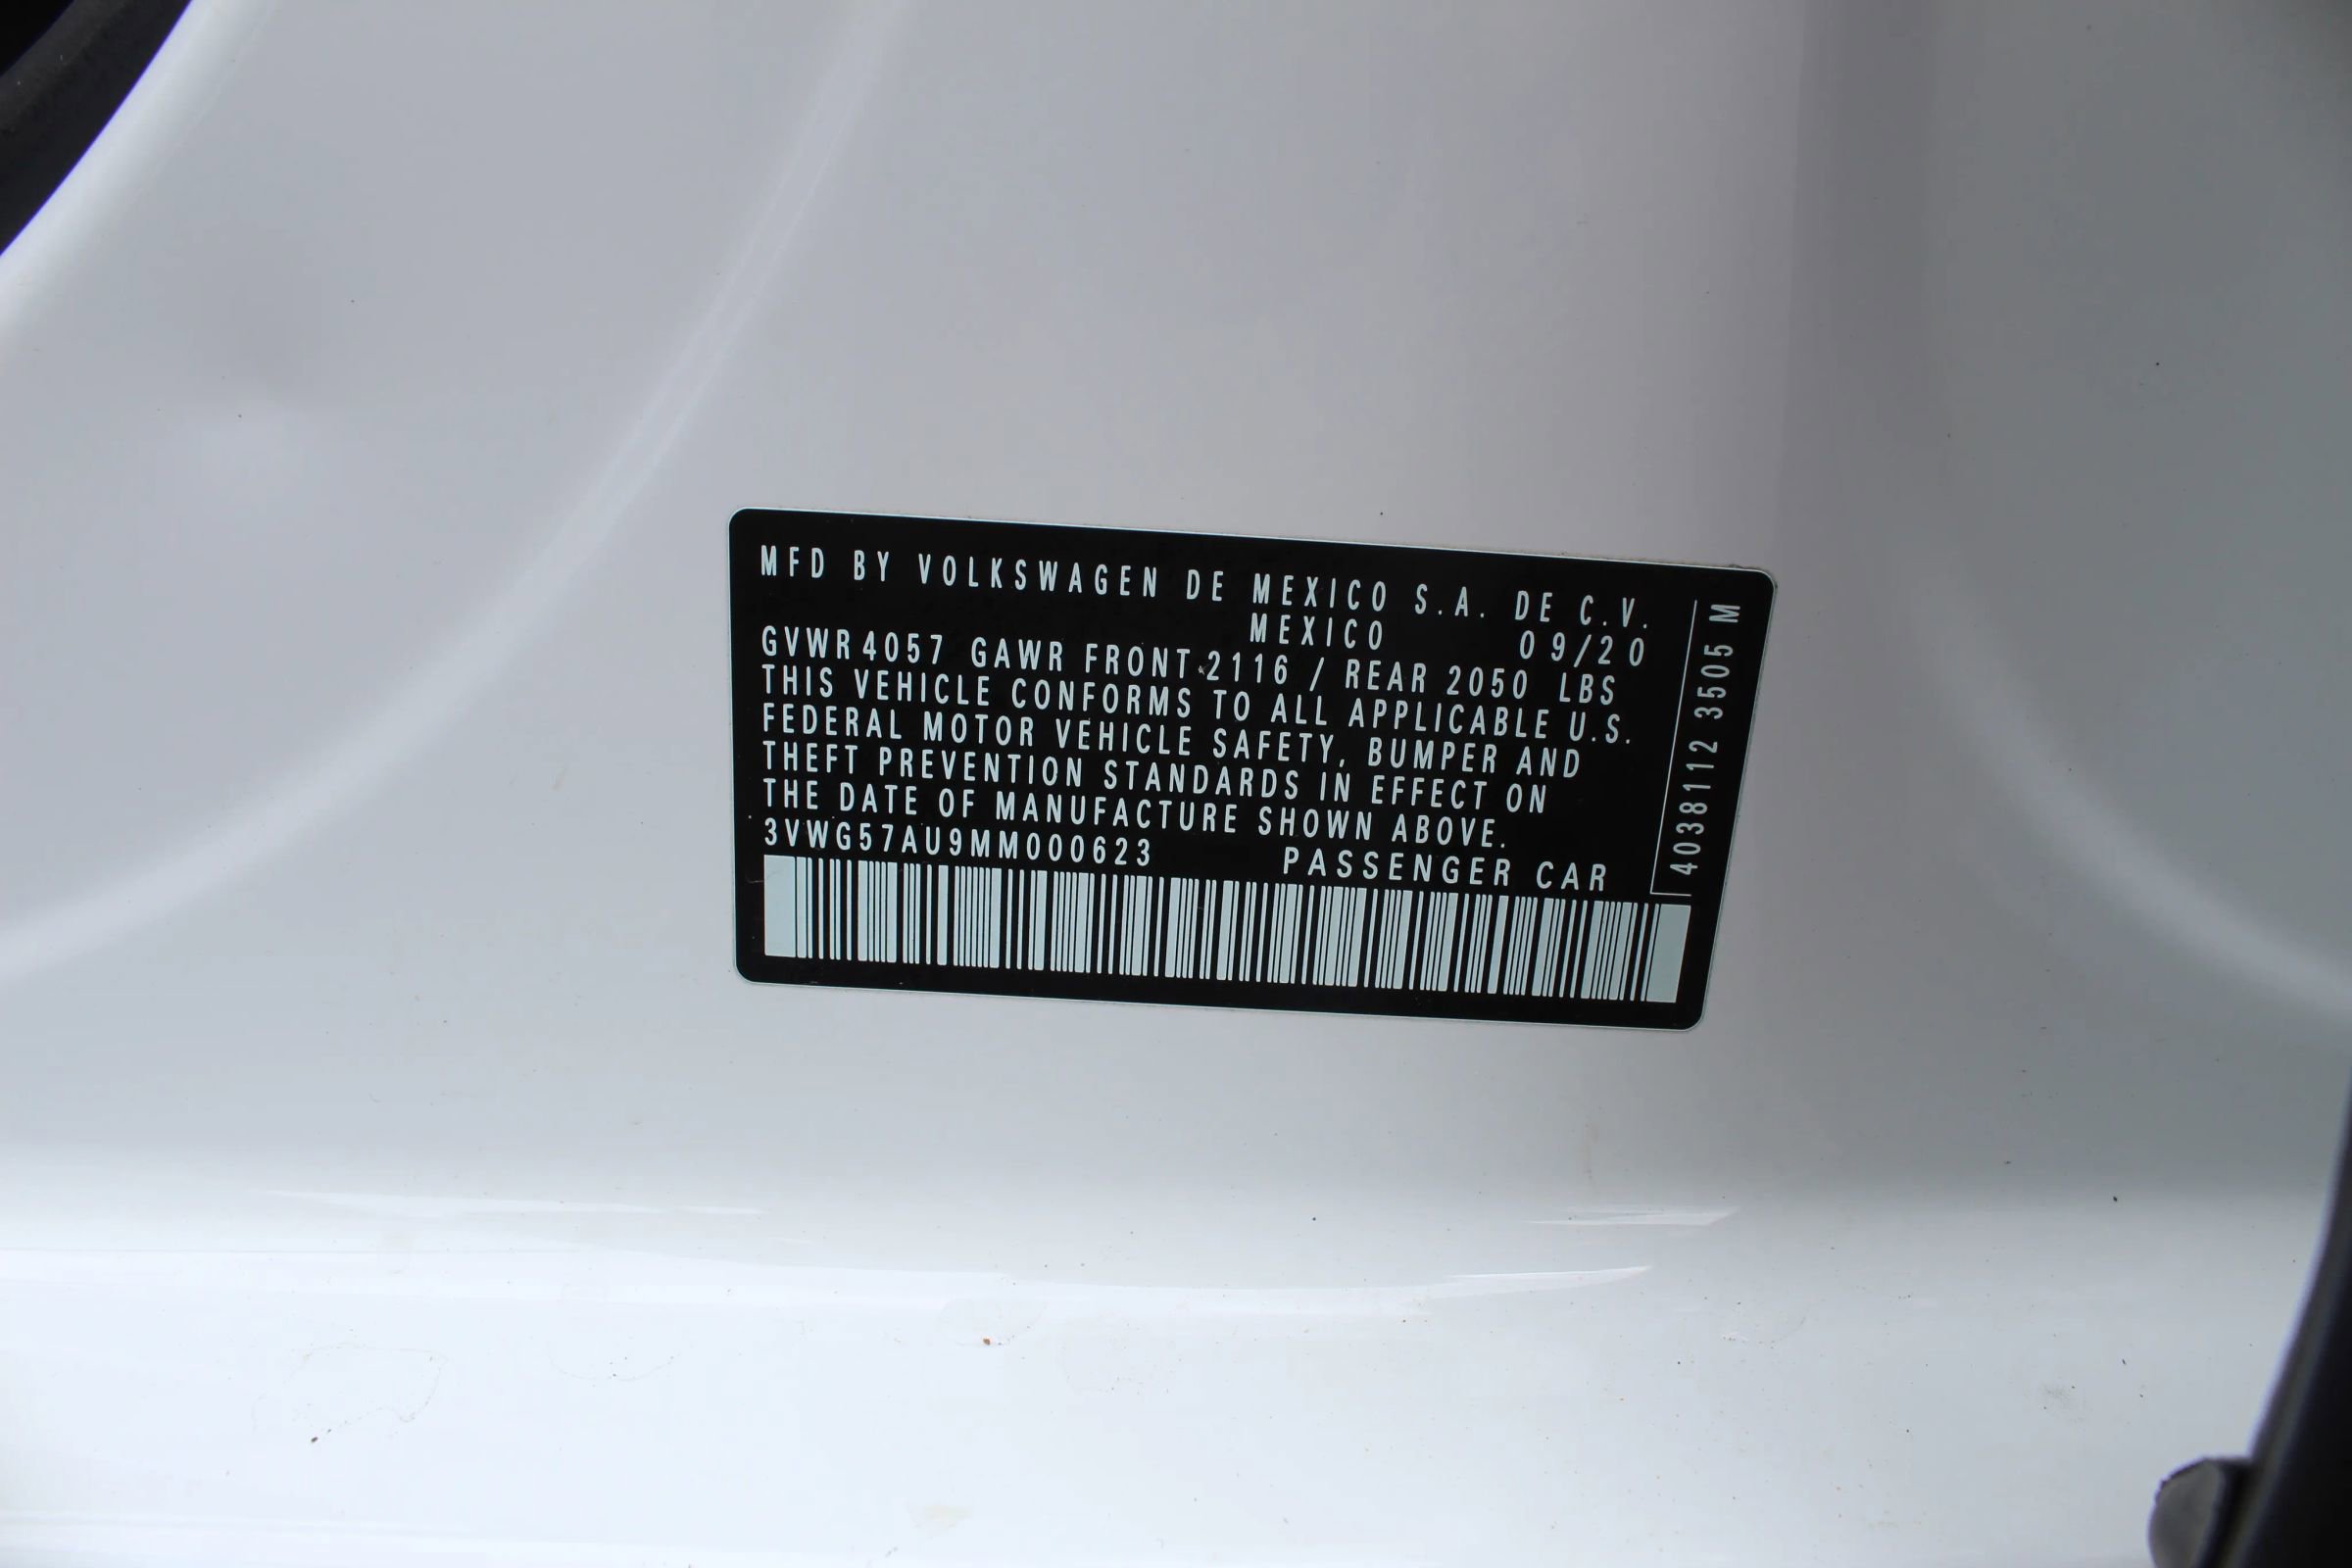 MFD BY VOLKSWAGEN DE MEXICO S.A. DE C.V.
MEXICO 09/20
GVWR 4057 GAWR FRONT 2116 / REAR 2050 LBS
THIS VEHICLE CONFORMS TO ALL APPLICABLE U.S.
FEDERAL MOTOR VEHICLE SAFETY, BUMPER AND
THEFT PREVENTION STANDARDS IN EFFECT ON
THE DATE OF MANUFACTURE SHOWN ABOVE.
3VWG57AU9MM000623 PASSENGER CAR
4038112 3505 M